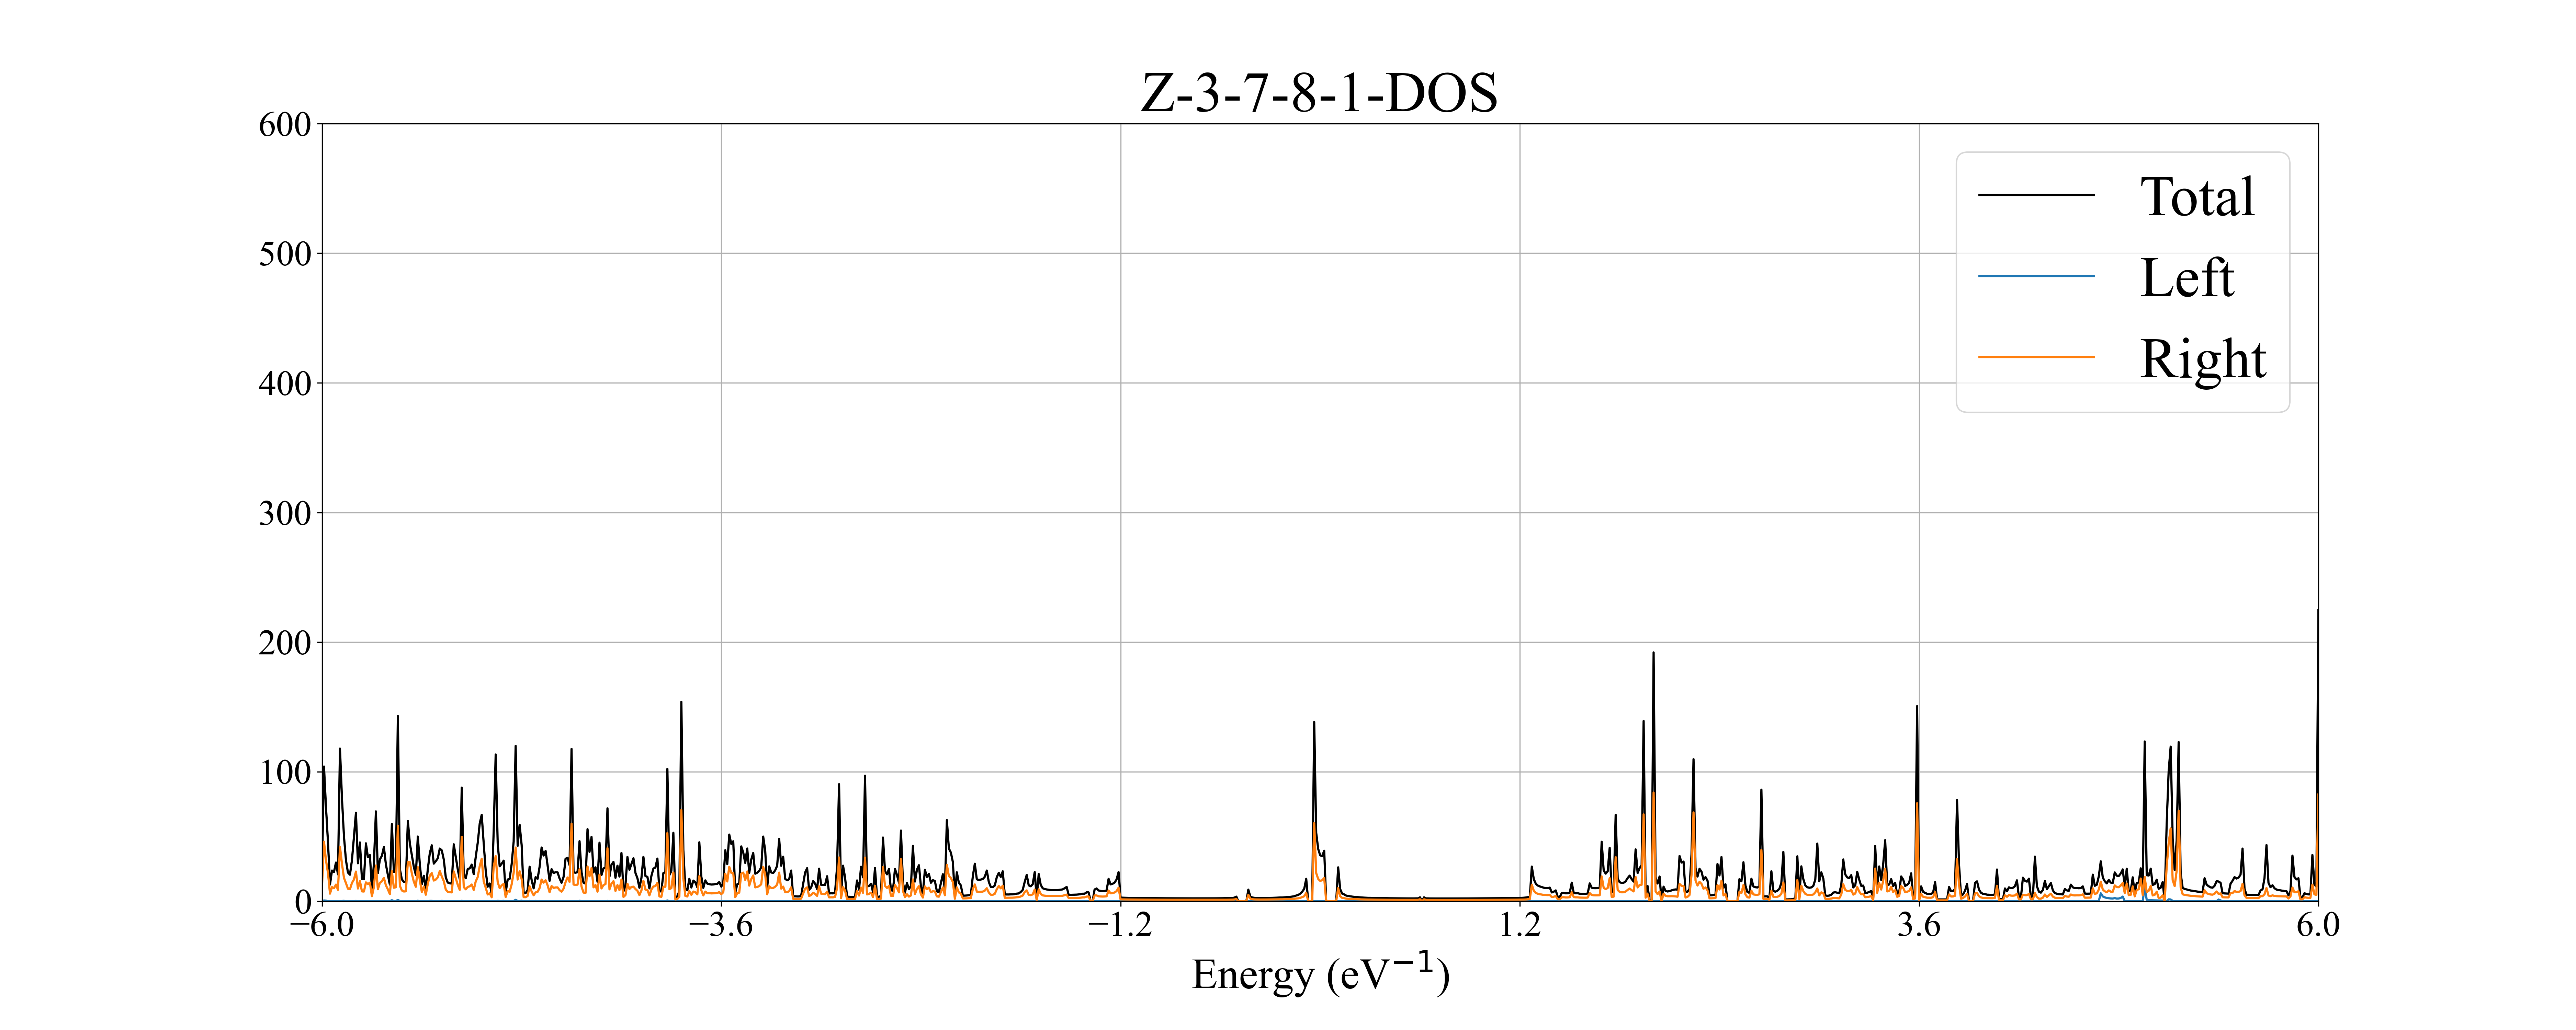 Z-3-7-8-1-DOS
600
500
400
300
200
100
0
Total
Left
Right
−6.0 −3.6 −1.2 1.2 3.6 6.0
Energy (eV⁻¹)